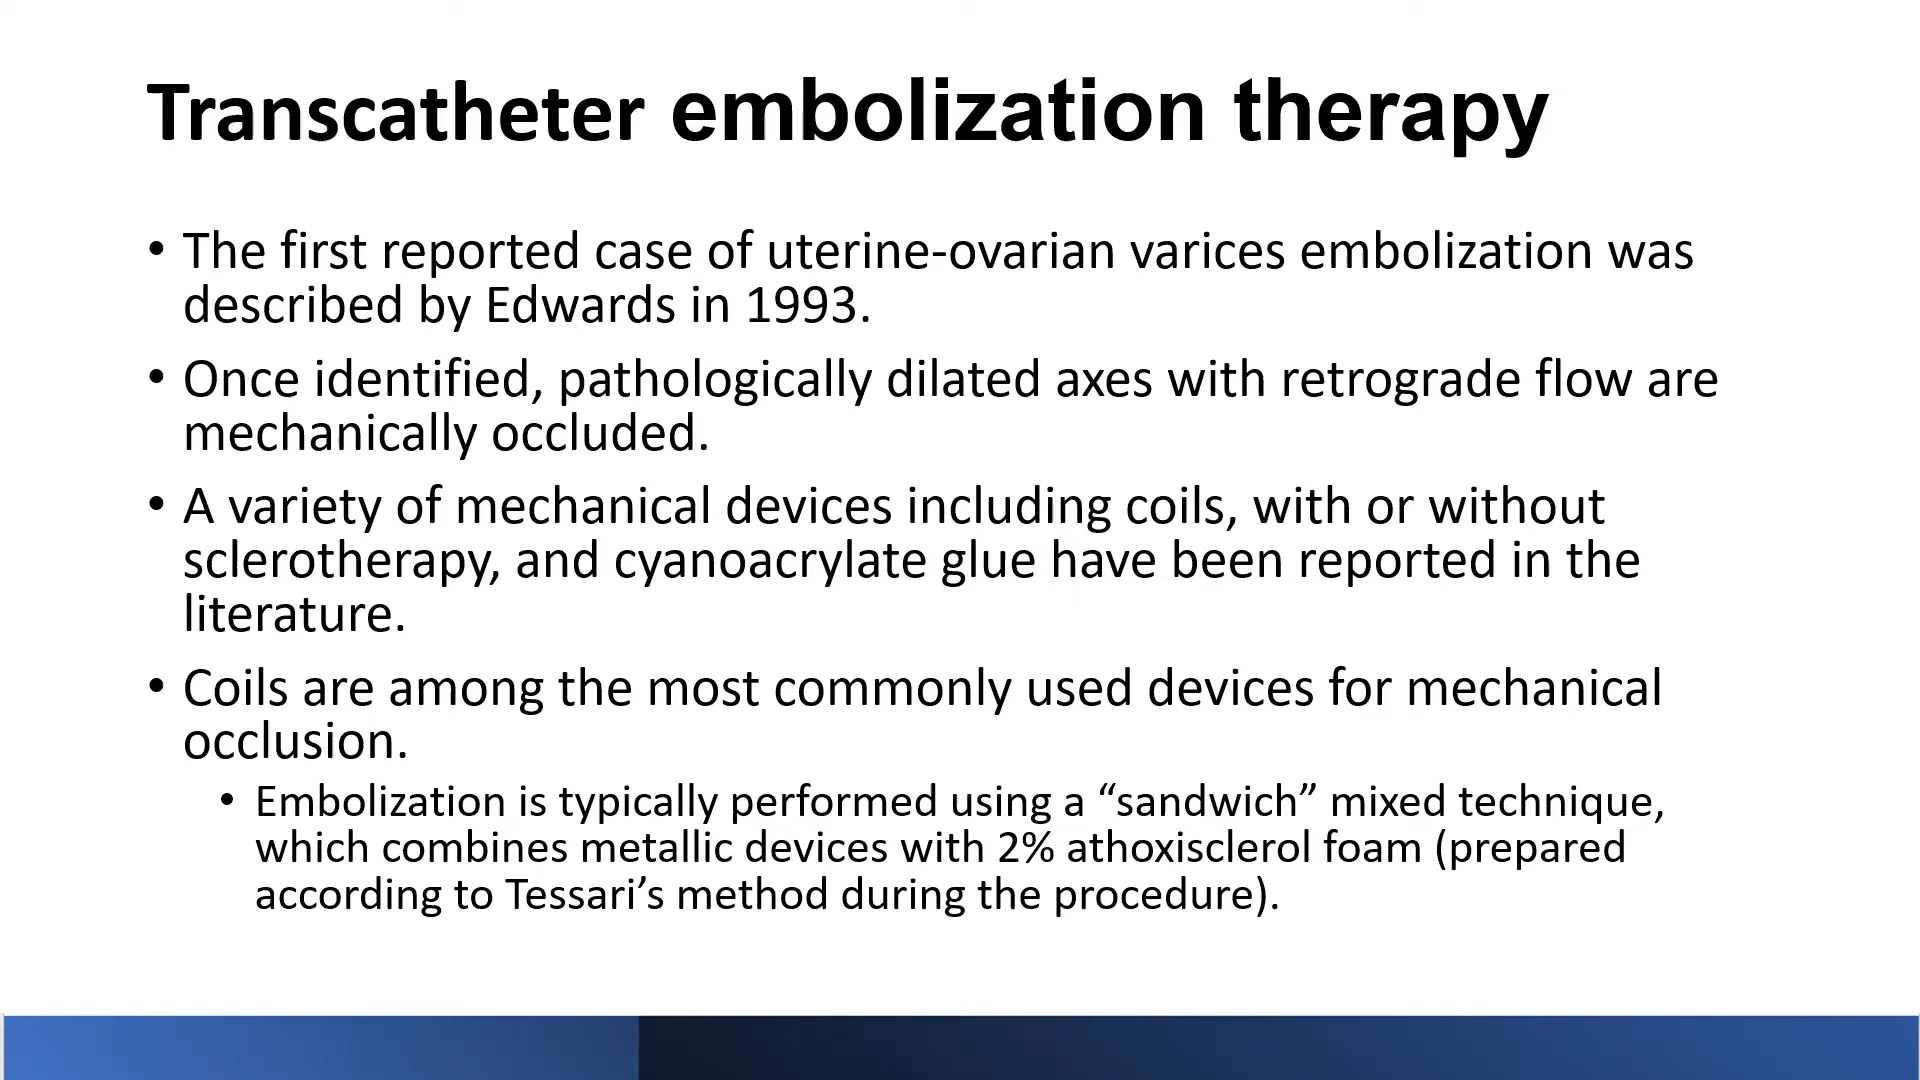 Transcatheter embolization therapy
• The first reported case of uterine-ovarian varices embolization was
described by Edwards in 1993.
• Once identified, pathologically dilated axes with retrograde flow are
mechanically occluded.
• A variety of mechanical devices including coils, with or without
sclerotherapy, and cyanoacrylate glue have been reported in the
literature.
• Coils are among the most commonly used devices for mechanical
occlusion.
• Embolization is typically performed using a “sandwich” mixed technique,
which combines metallic devices with 2% athoxisclerol foam (prepared
according to Tessari’s method during the procedure).